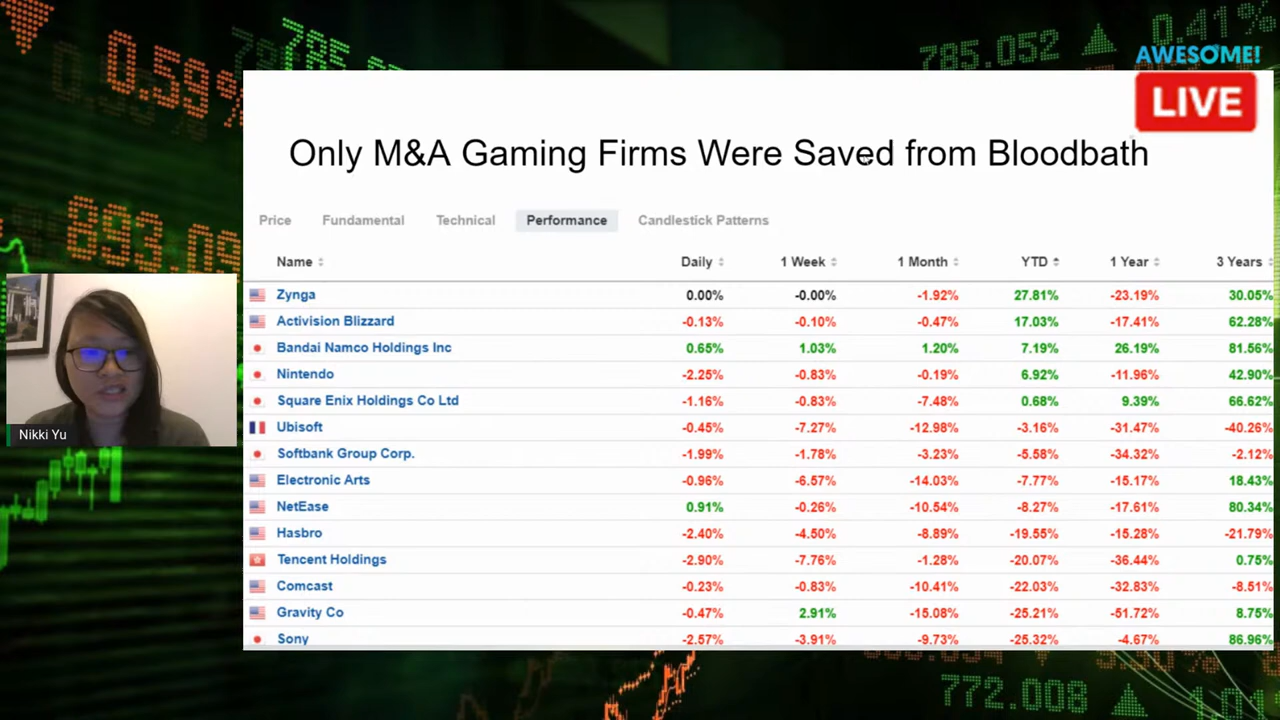 0.59%
785.
785.052
0.41%
AWESOME!
LIVE
Only M&A Gaming Firms Were Saved from Bloodbath
893.09
Price Fundamental Technical Performance Candlestick Patterns
Name Daily 1 Week 1 Month YTD 1 Year 3 Years
Zynga 0.00% -0.00% -1.92% 27.81% -23.19% 30.05%
Activision Blizzard -0.13% -0.10% -0.47% 17.03% -17.41% 62.28%
Bandai Namco Holdings Inc 0.65% 1.03% 1.20% 7.19% 26.19% 81.56%
Nintendo -2.25% -0.83% -0.19% 6.92% -11.96% 42.90%
Square Enix Holdings Co Ltd -1.16% -0.83% -7.48% 0.68% 9.39% 66.62%
Ubisoft -0.45% -7.27% -12.98% -3.16% -31.47% -40.26%
Nikki Yu
Softbank Group Corp. -1.99% -1.78% -3.23% -5.58% -34.32% -2.12%
Electronic Arts -0.96% -6.57% -14.03% -7.77% -15.17% 18.43%
NetEase 0.91% -0.26% -10.54% -8.27% -17.61% 80.34%
Hasbro -2.40% -4.50% -8.89% -19.55% -15.28% -21.79%
Tencent Holdings -2.90% -7.76% -1.28% -20.07% -36.44% 0.75%
Comcast -0.23% -0.83% -10.41% -22.03% -32.83% -8.51%
Gravity Co -0.47% 2.91% -15.08% -25.21% -51.72% 8.75%
Sony -2.57% -3.91% -9.73% -25.32% -4.67% 86.96%
772.008